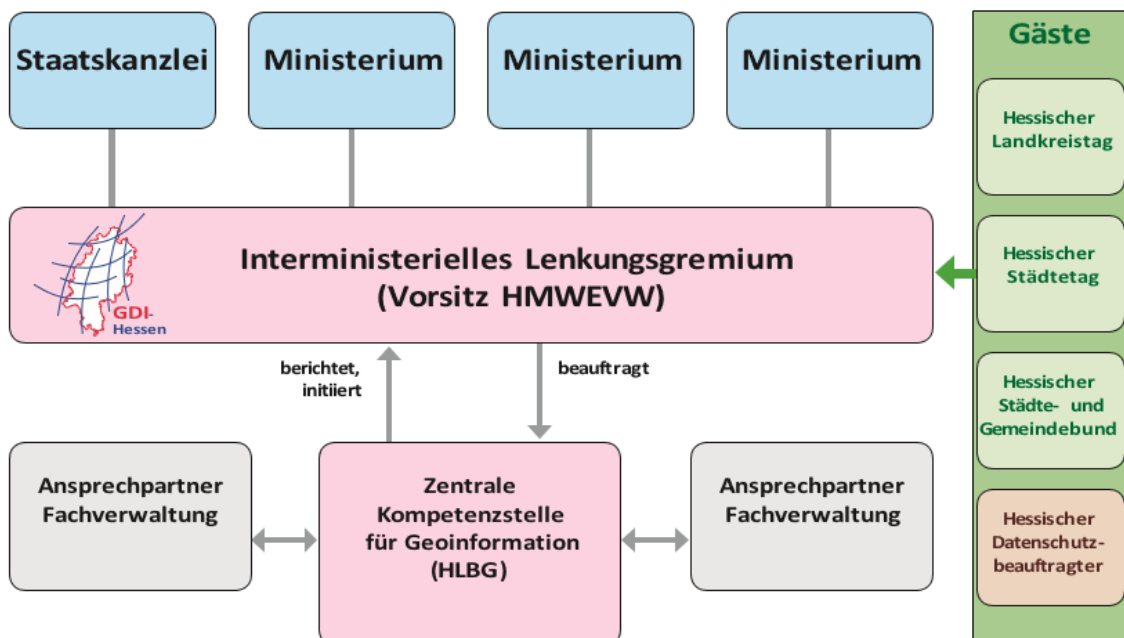 Staatskanzlei
Ministerium
Ministerium
Ministerium
Interministerielles Lenkungsgremium
(Vorsitz HMWEVW)
GDI-
Hessen
berichtet,
initiiert
beauftragt
Ansprechpartner
Fachverwaltung
Zentrale
Kompetenzstelle
für Geoinformation
(HLBG)
Ansprechpartner
Fachverwaltung
Gäste
Hessischer
Landkreistag
Hessischer
Städtetag
Hessischer
Städte- und
Gemeindebund
Hessischer
Datenschutz-
beauftragter